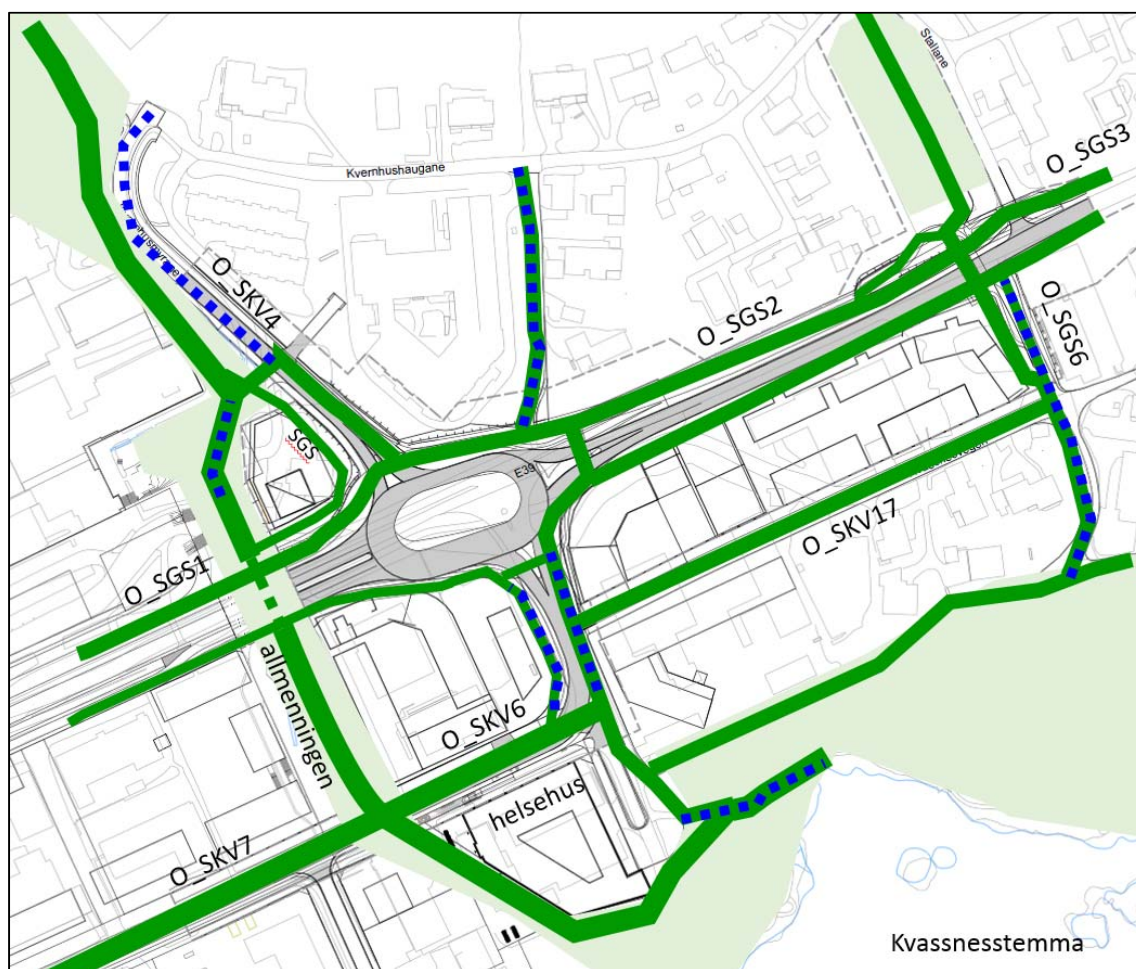 Stallane
O_SGS3
Kvernhushaugane
O_SKV4
O_SGS2
O_SGS6
SGS
E39
O_SKV17
O_SGS1
allmenningen
O_SKV6
helsehus
O_SKV7
Kvassnesstemma